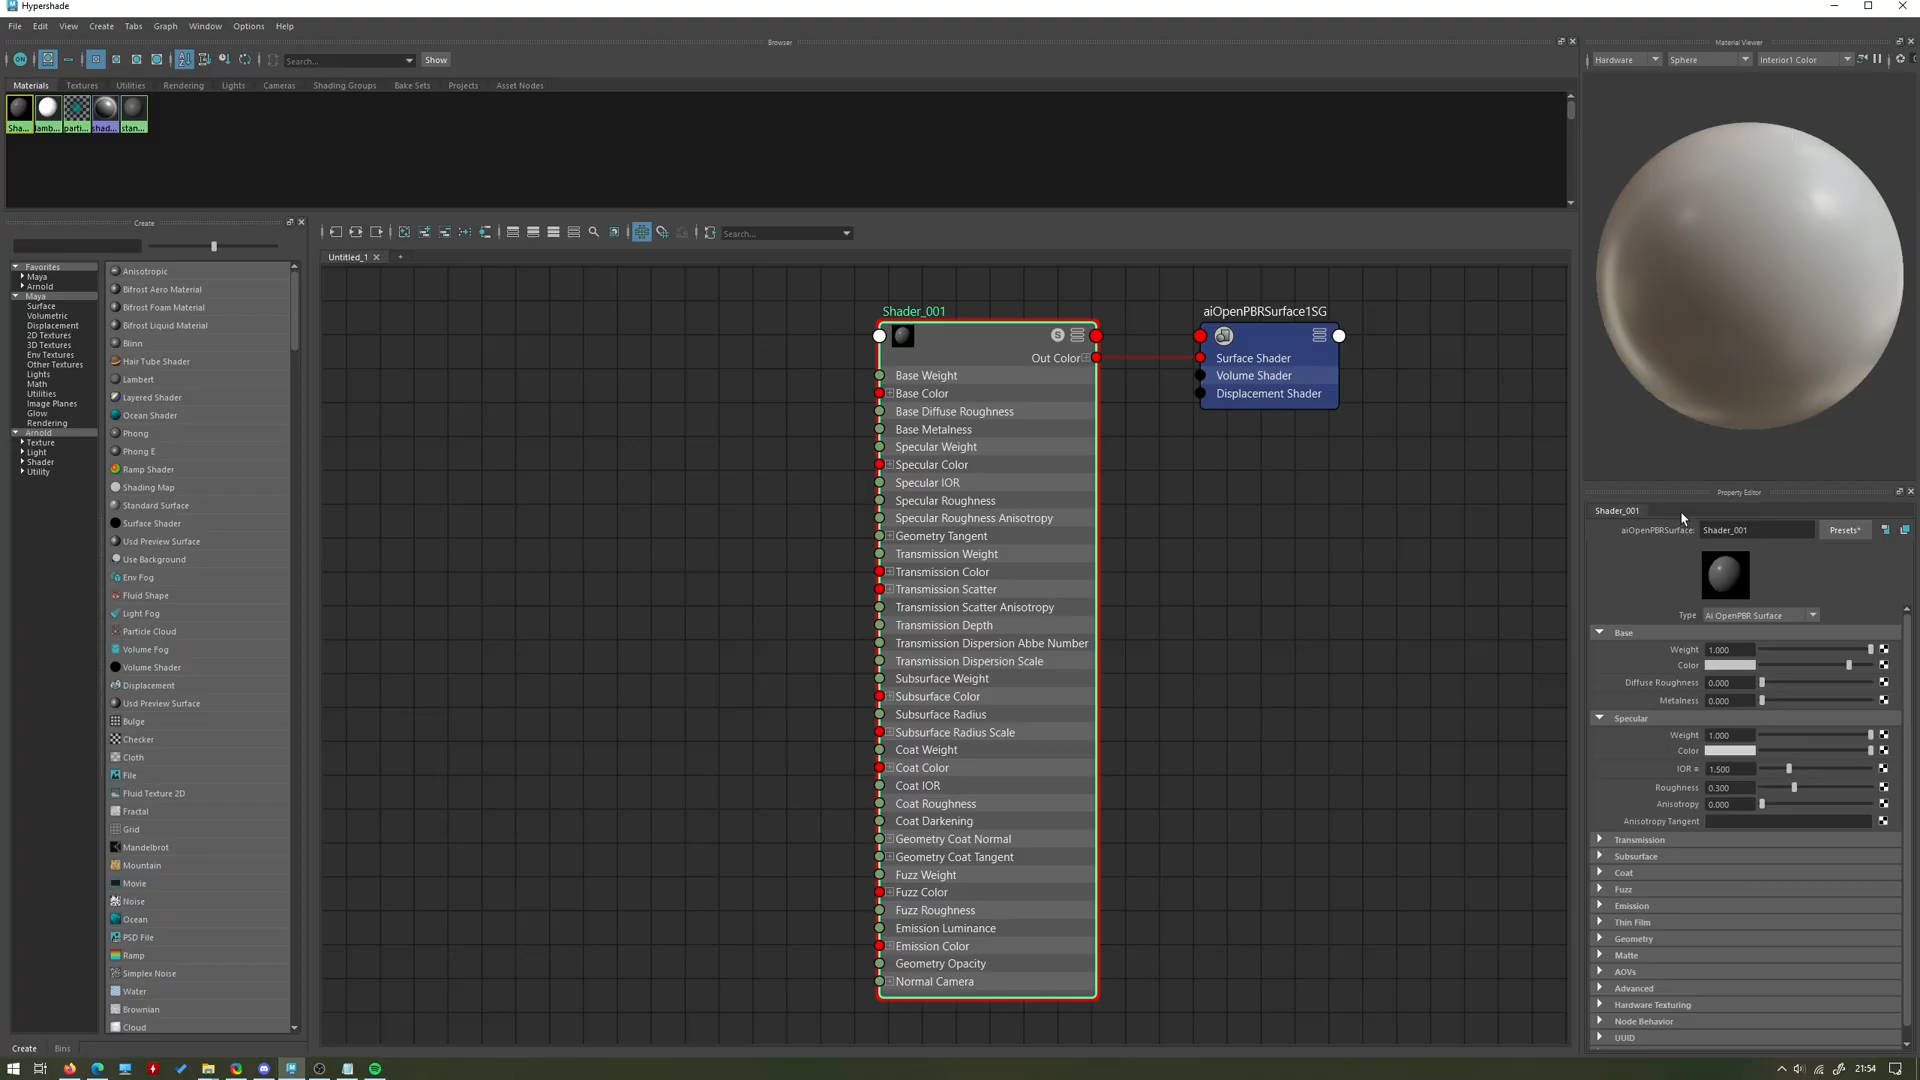 Hypershade
File Edit View Create Tabs Graph Window Options Help
Browser
ON
Search...
Show
Materials Textures Utilities Rendering Lights Cameras Shading Groups Bake Sets Projects Asset Nodes
Sha... lamb... parti... shad... stan...
Material Viewer
Hardware Sphere Interior1 Color
Create
Favorites
Maya
Arnold
Maya
Surface
Volumetric
Displacement
2D Textures
3D Textures
Env Textures
Other Textures
Lights
Math
Utilities
Image Planes
Glow
Rendering
Arnold
Texture
Light
Shader
Utility
Anisotropic
Bifrost Aero Material
Bifrost Foam Material
Bifrost Liquid Material
Blinn
Hair Tube Shader
Lambert
Layered Shader
Ocean Shader
Phong
Phong E
Ramp Shader
Shading Map
Standard Surface
Surface Shader
Usd Preview Surface
Use Background
Env Fog
Fluid Shape
Light Fog
Particle Cloud
Volume Fog
Volume Shader
Displacement
Usd Preview Surface
Bulge
Checker
Cloth
File
Fluid Texture 2D
Fractal
Grid
Mandelbrot
Mountain
Movie
Noise
Ocean
PSD File
Ramp
Simplex Noise
Water
Brownian
Cloud
Create Bins
Search...
Untitled_1
Shader_001
S
Out Color
Base Weight
Base Color
Base Diffuse Roughness
Base Metalness
Specular Weight
Specular Color
Specular IOR
Specular Roughness
Specular Roughness Anisotropy
Geometry Tangent
Transmission Weight
Transmission Color
Transmission Scatter
Transmission Scatter Anisotropy
Transmission Depth
Transmission Dispersion Abbe Number
Transmission Dispersion Scale
Subsurface Weight
Subsurface Color
Subsurface Radius
Subsurface Radius Scale
Coat Weight
Coat Color
Coat IOR
Coat Roughness
Coat Darkening
Geometry Coat Normal
Geometry Coat Tangent
Fuzz Weight
Fuzz Color
Fuzz Roughness
Emission Luminance
Emission Color
Geometry Opacity
Normal Camera
aiOpenPBRSurface1SG
Surface Shader
Volume Shader
Displacement Shader
Property Editor
Shader_001
aiOpenPBRSurface: Shader_001 Presets*
Type Ai OpenPBR Surface
Base
Weight 1.000
Color
Diffuse Roughness 0.000
Metalness 0.000
Specular
Weight 1.000
Color
IOR = 1.500
Roughness 0.300
Anisotropy 0.000
Anisotropy Tangent
Transmission
Subsurface
Coat
Fuzz
Emission
Thin Film
Geometry
Matte
AOVs
Advanced
Hardware Texturing
Node Behavior
UUID
21:54